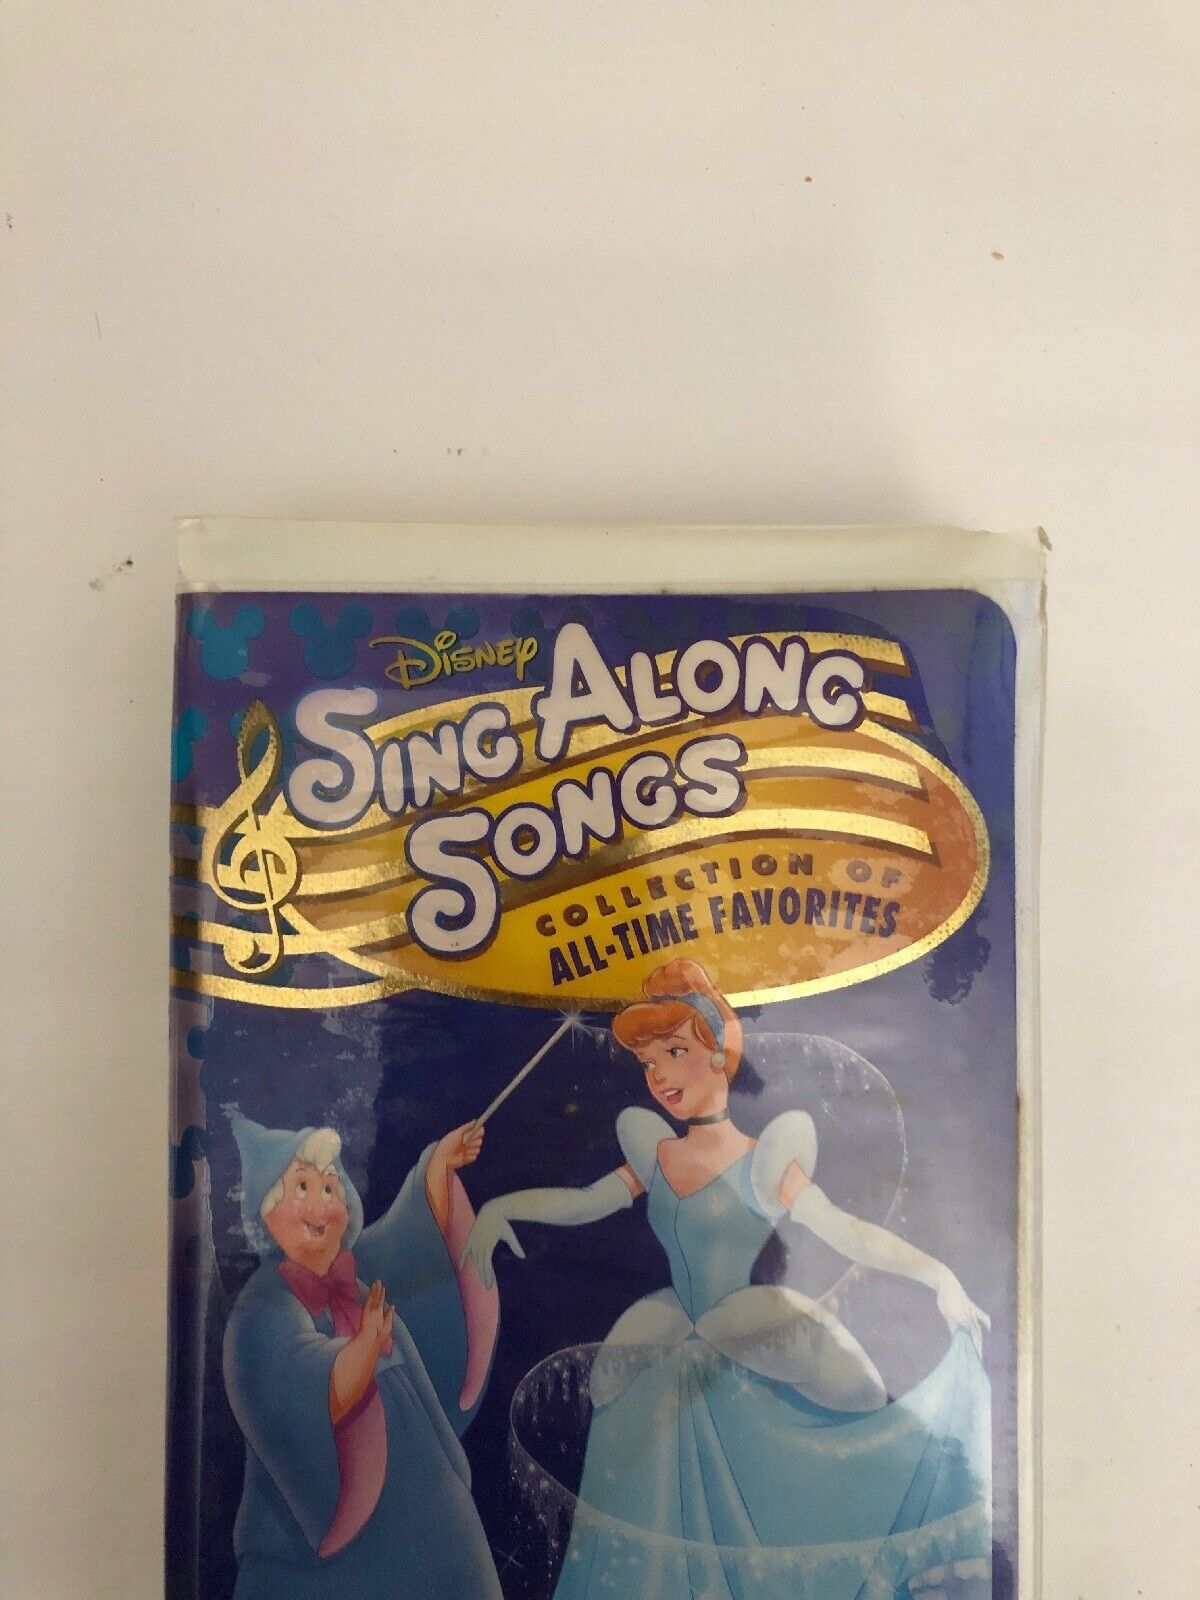 Disney
Sing Along
Songs
COLLECTION OF
ALL-TIME FAVORITES